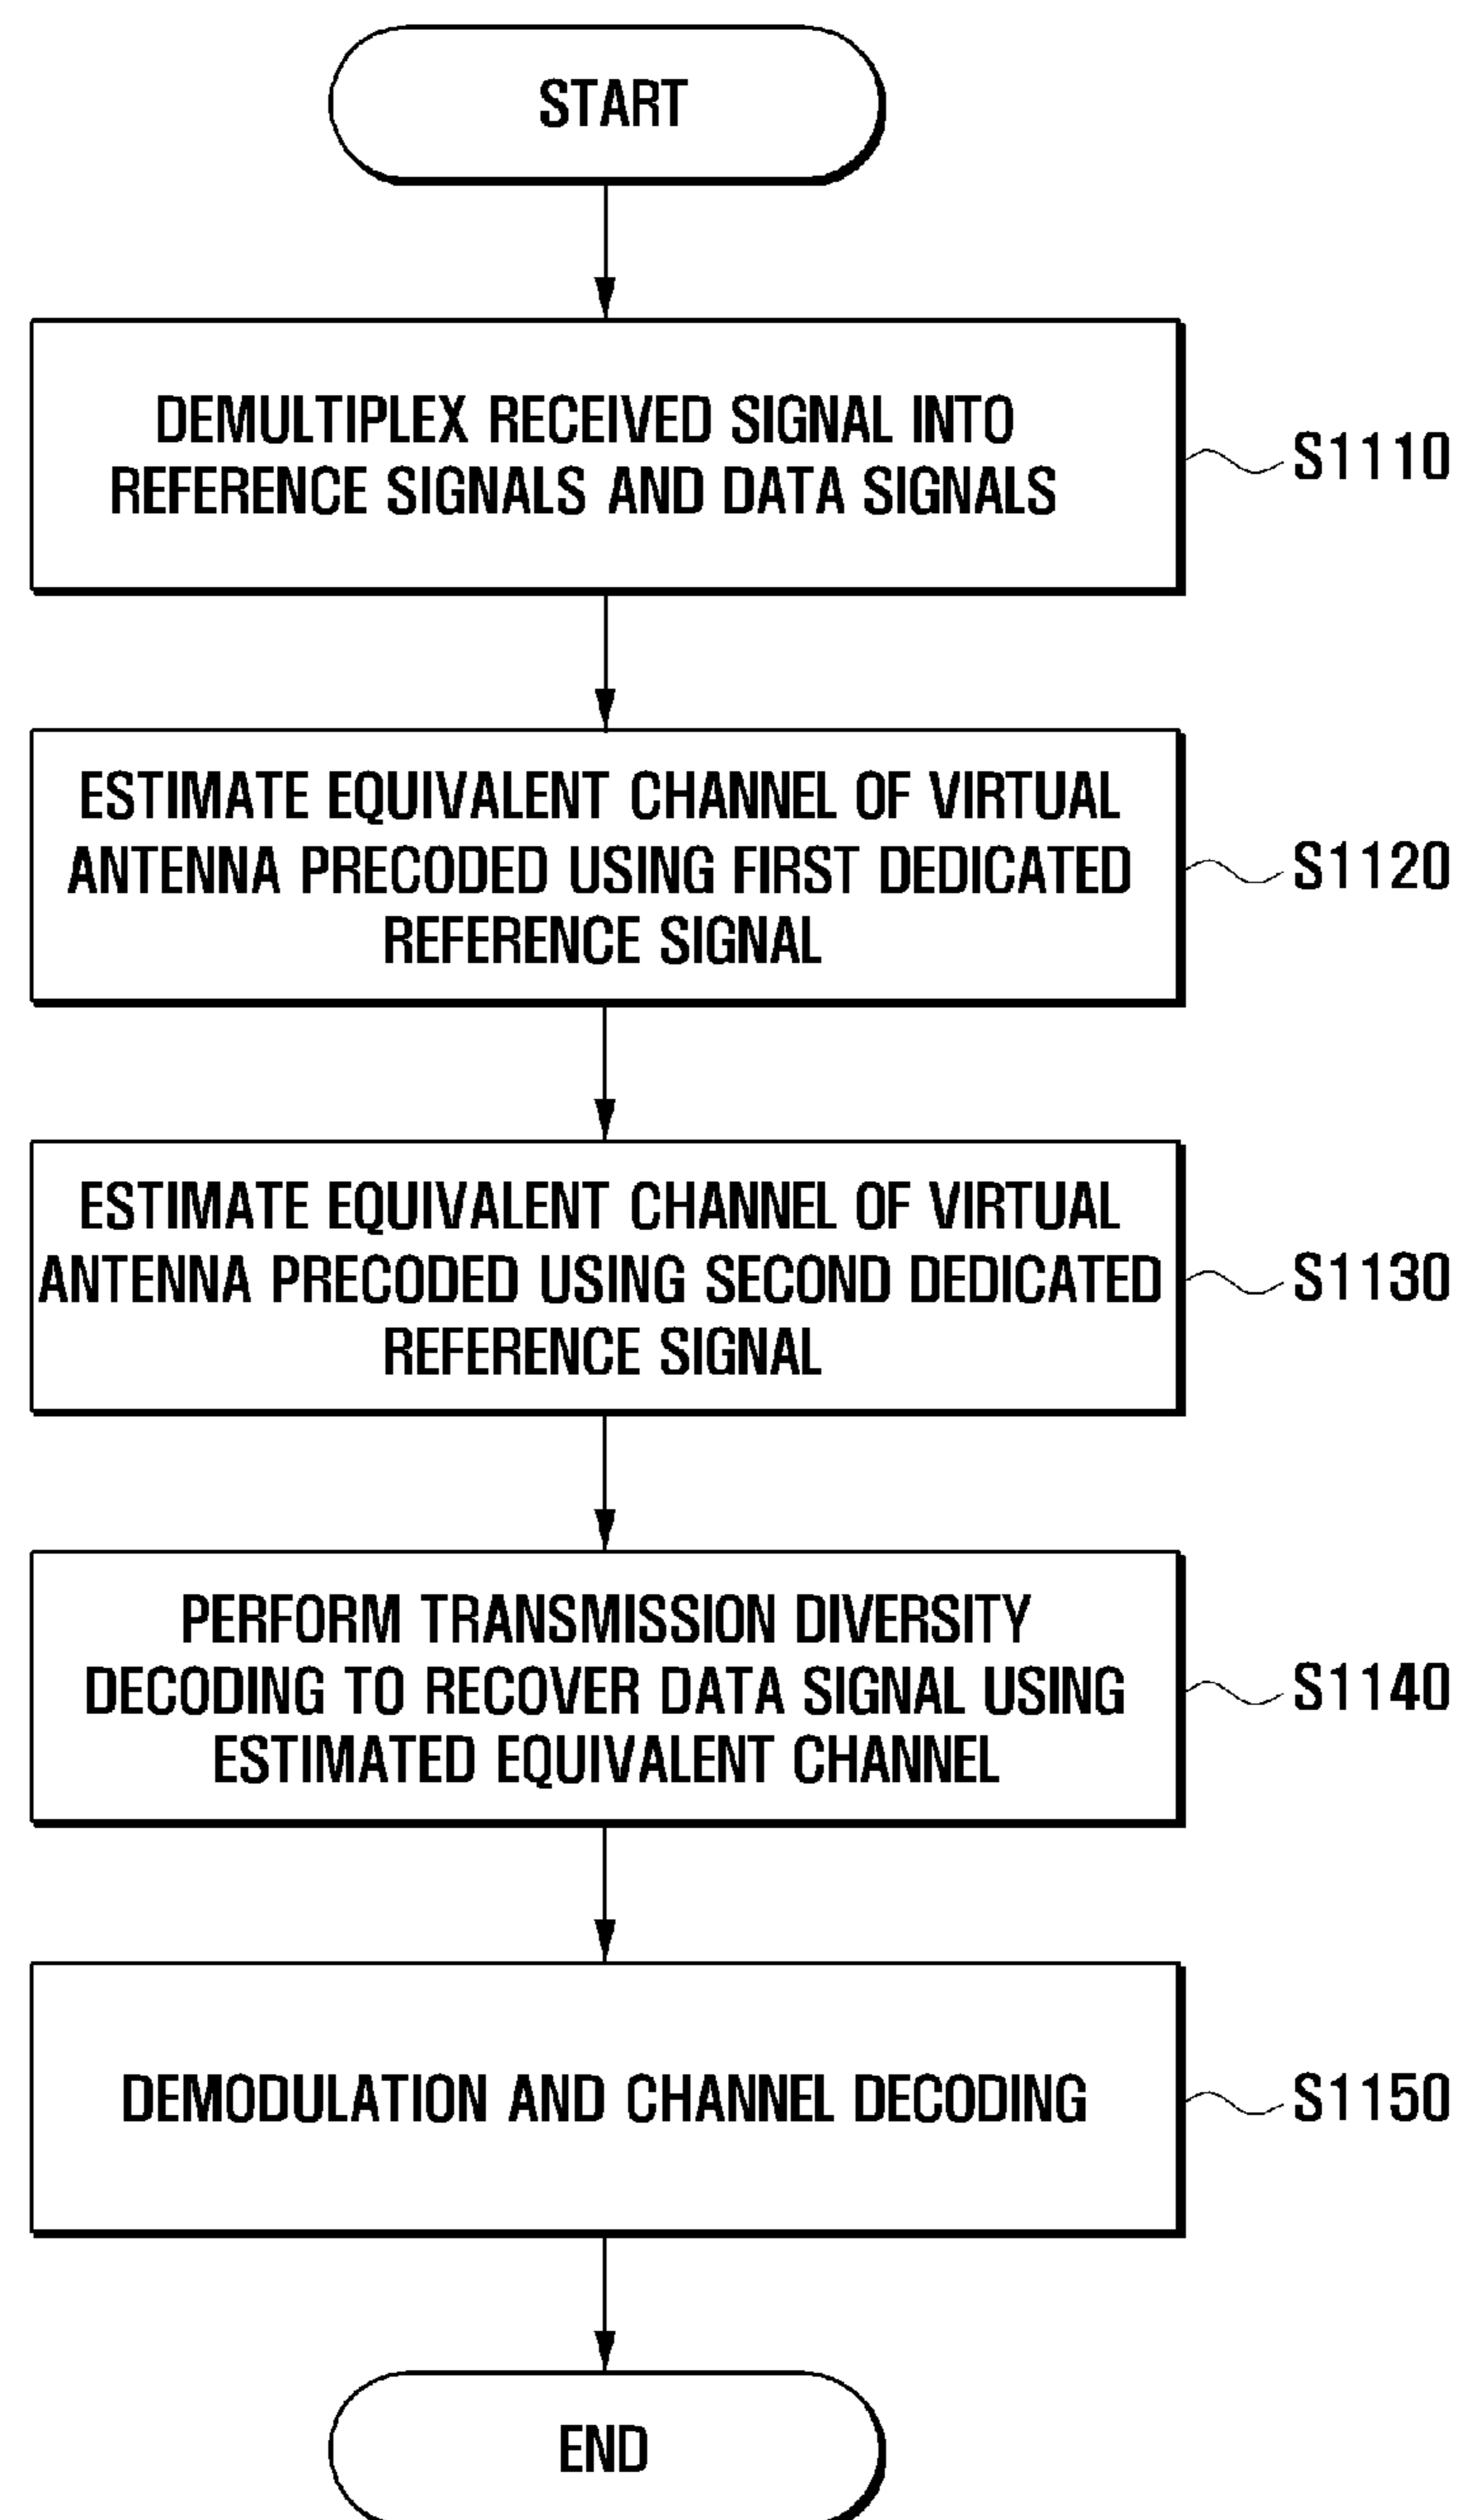 START
DEMULTIPLEX RECEIVED SIGNAL INTO
REFERENCE SIGNALS AND DATA SIGNALS
S1110
ESTIMATE EQUIVALENT CHANNEL OF VIRTUAL
ANTENNA PRECODED USING FIRST DEDICATED
REFERENCE SIGNAL
S1120
ESTIMATE EQUIVALENT CHANNEL OF VIRTUAL
ANTENNA PRECODED USING SECOND DEDICATED
REFERENCE SIGNAL
S1130
PERFORM TRANSMISSION DIVERSITY
DECODING TO RECOVER DATA SIGNAL USING
ESTIMATED EQUIVALENT CHANNEL
S1140
DEMODULATION AND CHANNEL DECODING
S1150
END